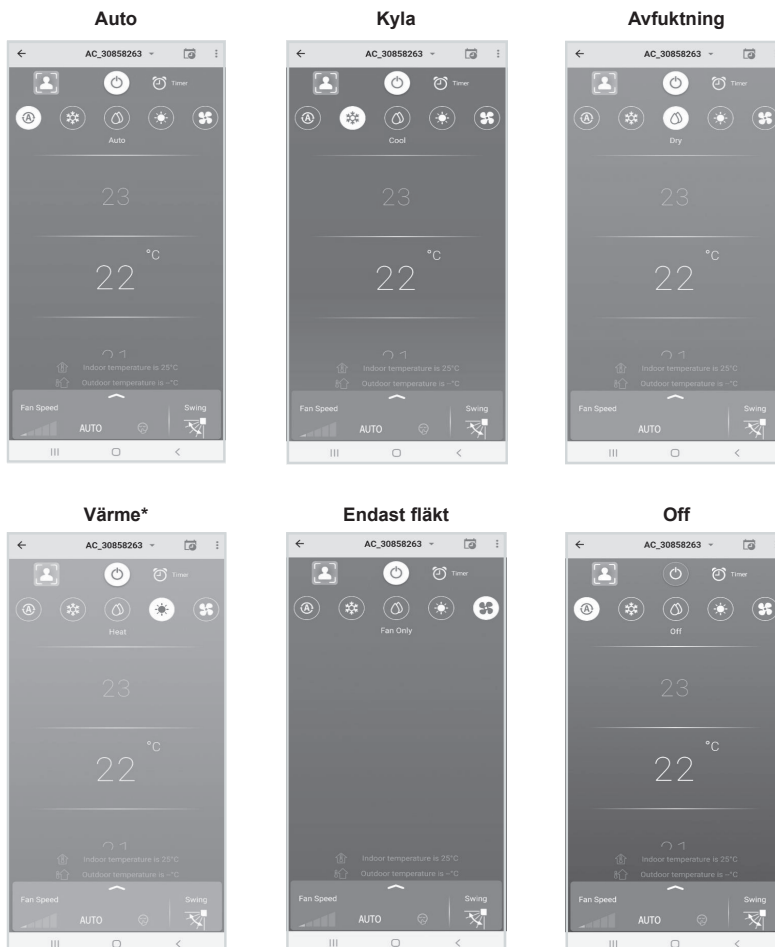 Auto
AC_30858263
Timer
Auto
23
22 °C
21
Indoor temperature is 25°C
Outdoor temperature is --°C
Fan Speed
Swing
AUTO
Kyla
AC_30858263
Timer
Cool
23
22 °C
21
Indoor temperature is 25°C
Outdoor temperature is --°C
Fan Speed
Swing
AUTO
Avfuktning
AC_30858263
Timer
Dry
23
22 °C
21
Indoor temperature is 25°C
Outdoor temperature is --°C
Fan Speed
Swing
AUTO
Värme*
AC_30858263
Timer
Heat
23
22 °C
21
Indoor temperature is 25°C
Outdoor temperature is --°C
Fan Speed
Swing
AUTO
Endast fläkt
AC_30858263
Timer
Fan Only
Indoor temperature is 25°C
Outdoor temperature is --°C
Fan Speed
Swing
AUTO
Off
AC_30858263
Timer
Off
23
22 °C
21
Indoor temperature is 25°C
Outdoor temperature is --°C
Fan Speed
Swing
AUTO